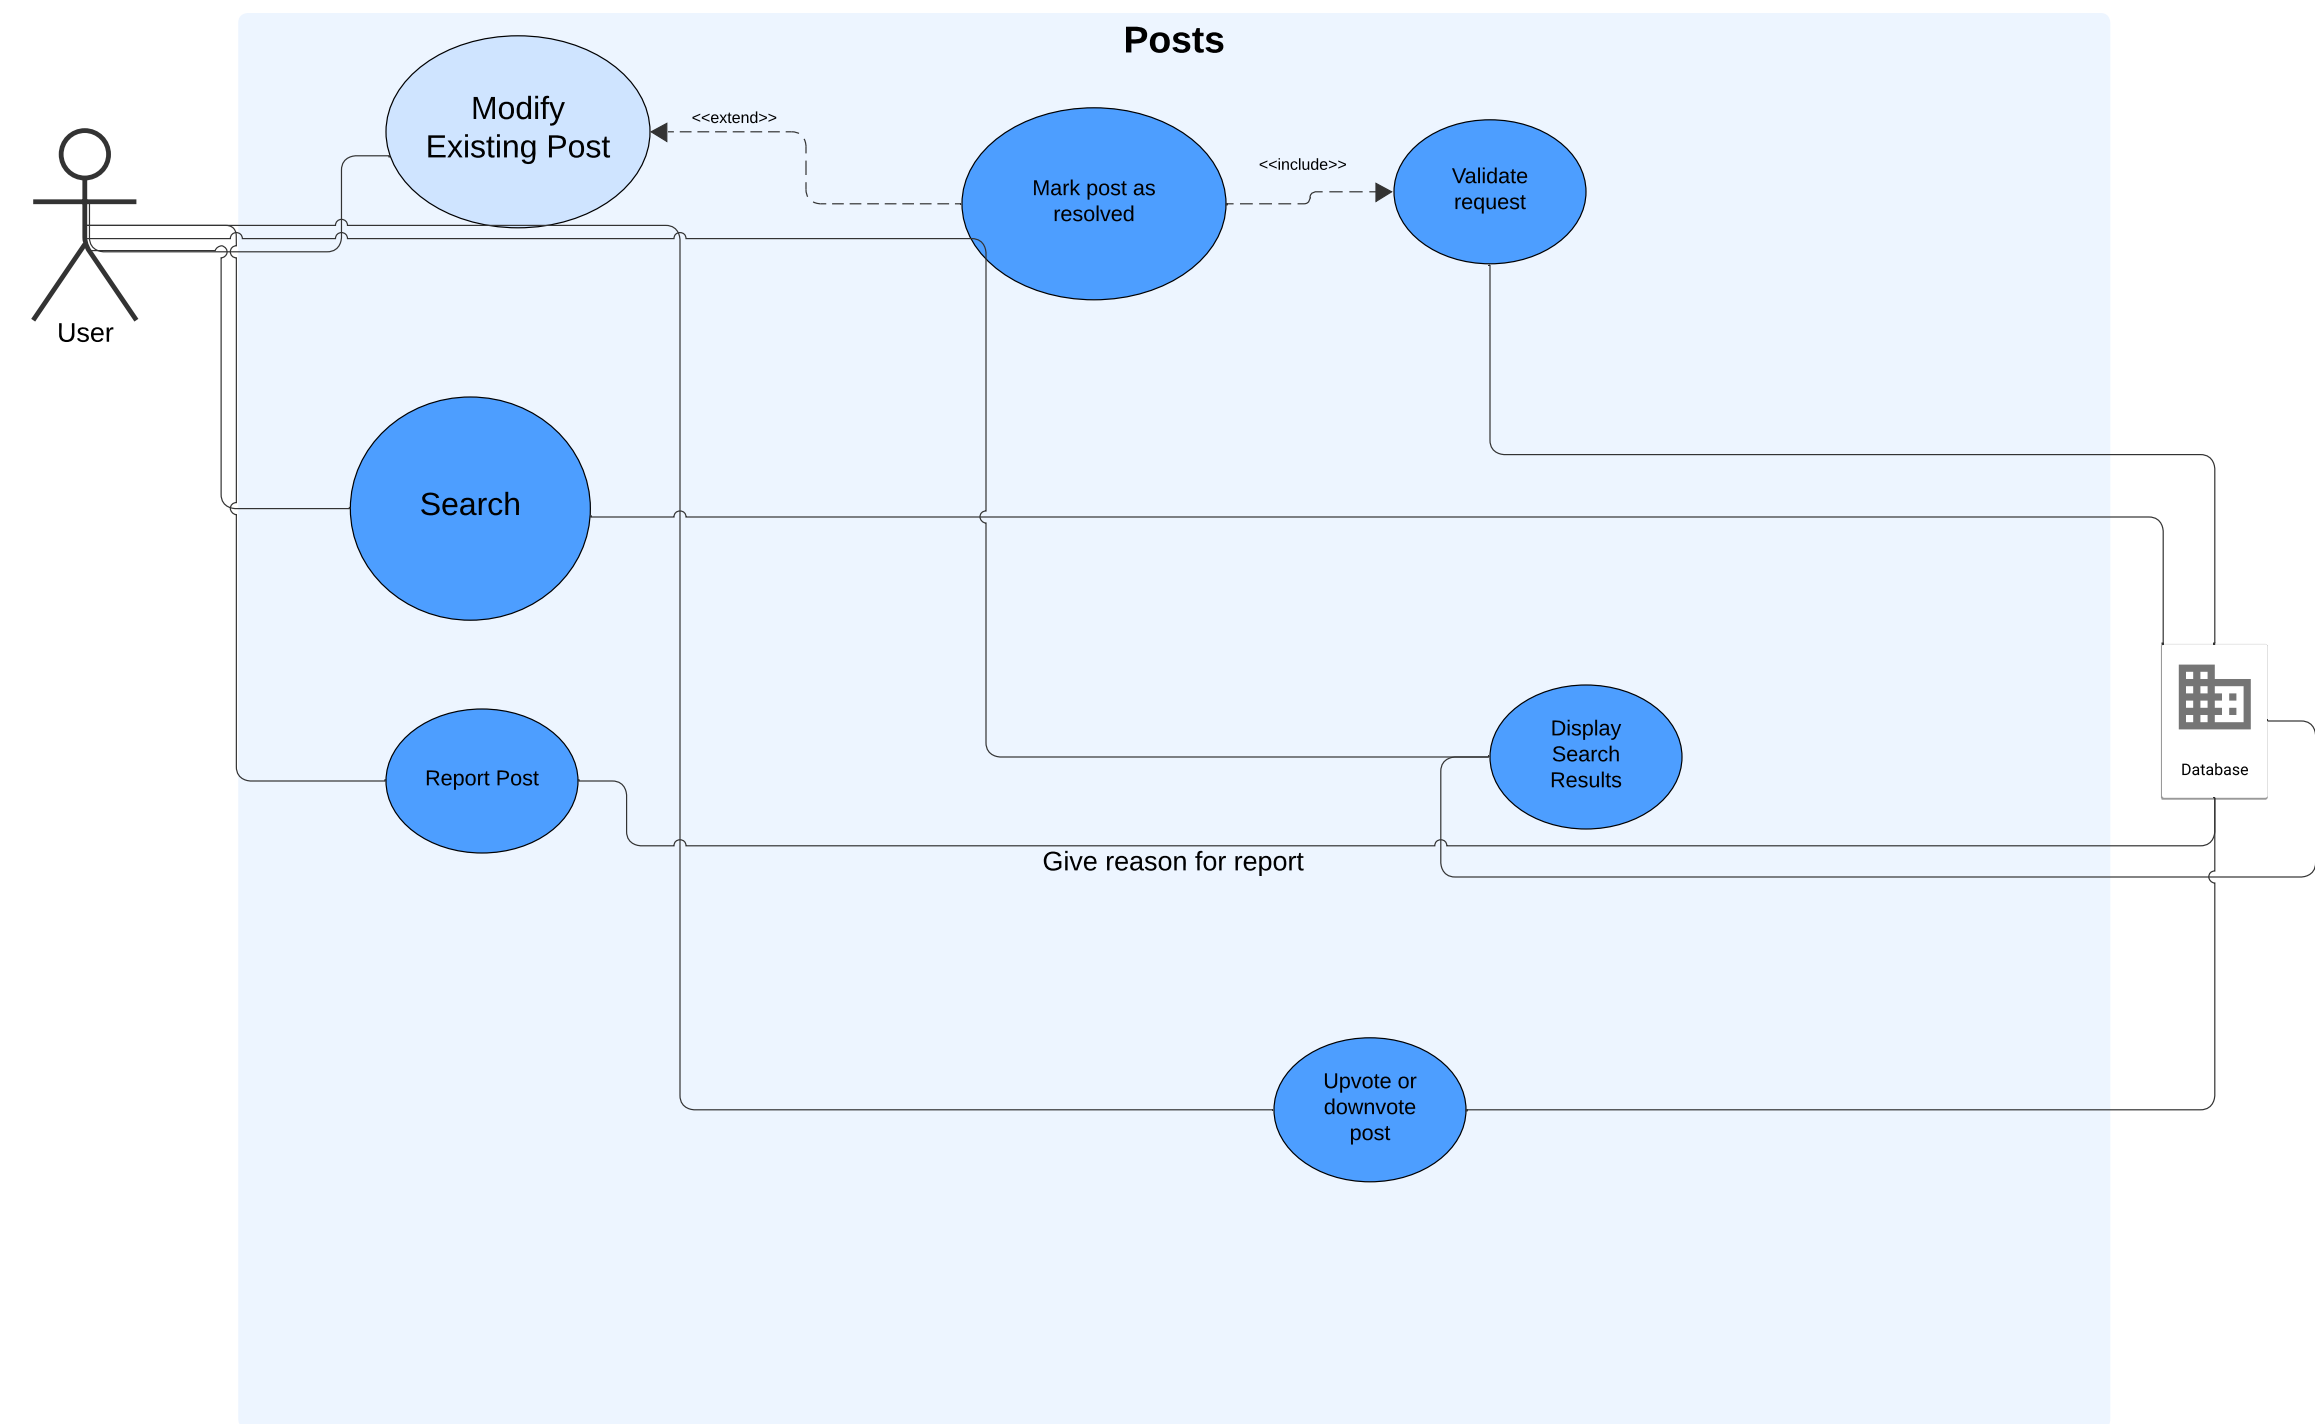 Posts
Modify
Existing Post
<<extend>>
Mark post as
resolved
<<include>>
Validate
request
User
Search
Display
Search
Results
Database
Report Post
Give reason for report
Upvote or
downvote
post